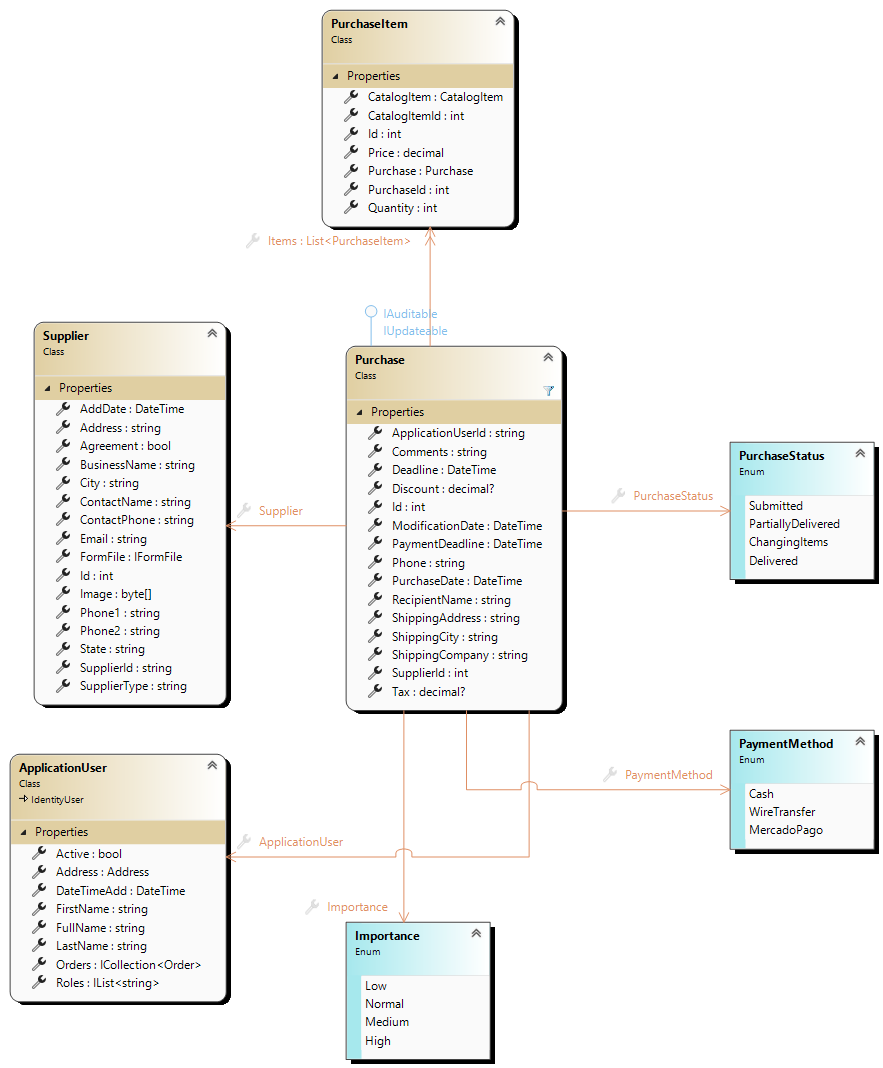 PurchaseItem
Class
Properties
CatalogItem : CatalogItem
CatalogItemId : int
Id : int
Price : decimal
Purchase : Purchase
PurchaseId : int
Quantity : int
Items : List<PurchaseItem>
IAuditable
IUpdateable
Supplier
Class
Properties
AddDate : DateTime
Address : string
Agreement : bool
BusinessName : string
City : string
ContactName : string
ContactPhone : string
Email : string
FormFile : IFormFile
Id : int
Image : byte[]
Phone1 : string
Phone2 : string
State : string
SupplierId : string
SupplierType : string
Supplier
Purchase
Class
Properties
ApplicationUserId : string
Comments : string
Deadline : DateTime
Discount : decimal?
Id : int
ModificationDate : DateTime
PaymentDeadline : DateTime
Phone : string
PurchaseDate : DateTime
RecipientName : string
ShippingAddress : string
ShippingCity : string
ShippingCompany : string
SupplierId : int
Tax : decimal?
PurchaseStatus
PurchaseStatus
Enum
Submitted
PartiallyDelivered
ChangingItems
Delivered
PaymentMethod
PaymentMethod
Enum
Cash
WireTransfer
MercadoPago
ApplicationUser
Class
IdentityUser
Properties
Active : bool
Address : Address
DateTimeAdd : DateTime
FirstName : string
FullName : string
LastName : string
Orders : ICollection<Order>
Roles : IList<string>
ApplicationUser
Importance
Importance
Enum
Low
Normal
Medium
High